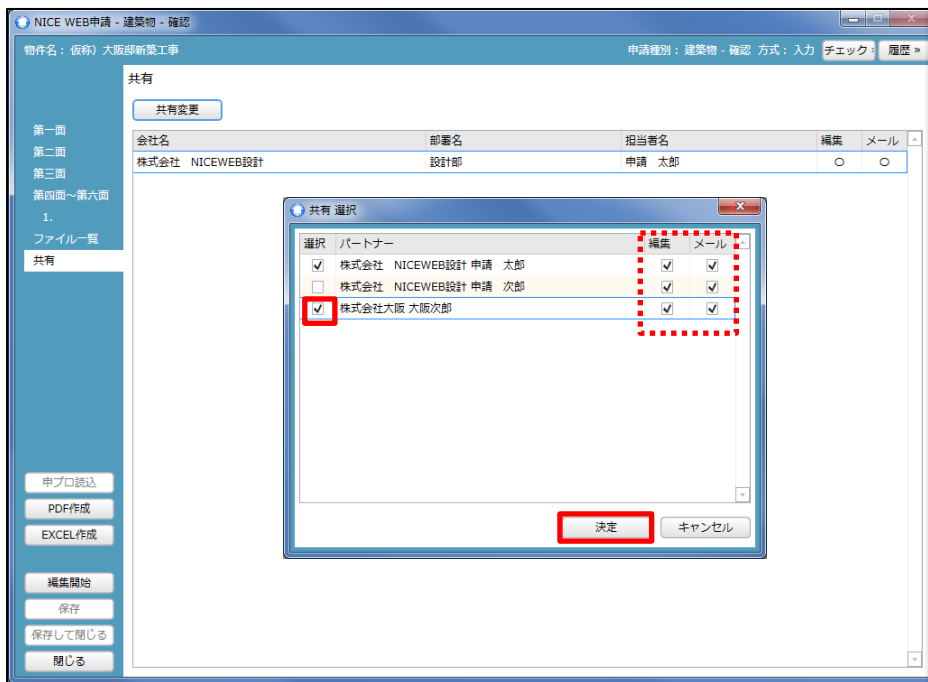 NICE WEB申請 - 建築物 - 確認
物件名： 仮称）大阪邸新築工事
申請種別： 建築物 - 確認 方式： 入力
チェック»
履歴 »
共有
共有変更
第一面
第二面
第三面
第四面～第六面
1.
ファイル一覧
共有
会社名 部署名 担当者名 編集 メール
株式会社　NICEWEB設計 設計部 申請　太郎 ○ ○
共有 選択
選択 パートナー 編集 メール
株式会社　NICEWEB設計 申請　太郎
株式会社　NICEWEB設計 申請　次郎
株式会社大阪 大阪次郎
決定
キャンセル
申プロ読込
PDF作成
EXCEL作成
編集開始
保存
保存して閉じる
閉じる